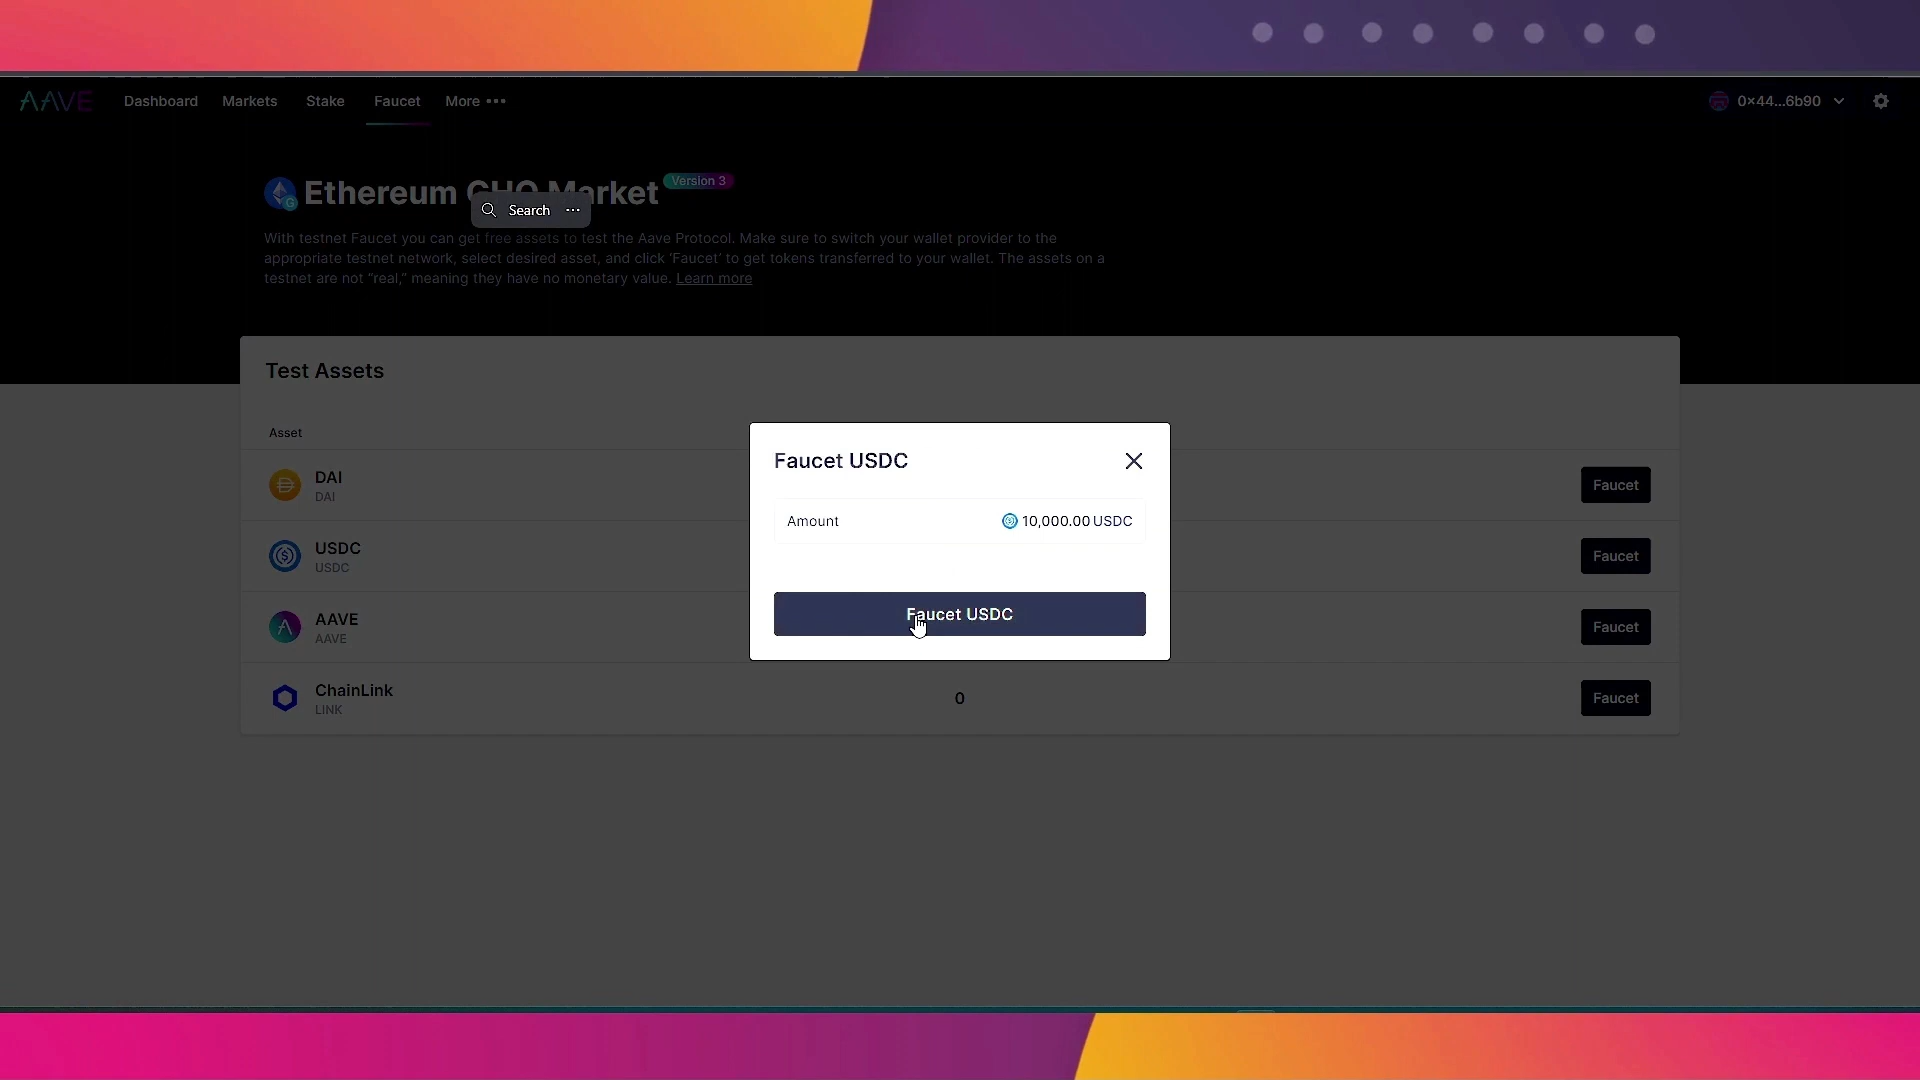 AAVE
Dashboard
Markets
Stake
Faucet
More
0x44...6b90
Ethereum GHO Market
Version 3
Search
With testnet Faucet you can get free assets to test the Aave Protocol. Make sure to switch your wallet provider to the
appropriate testnet network, select desired asset, and click ‘Faucet’ to get tokens transferred to your wallet. The assets on a
testnet are not “real,” meaning they have no monetary value. Learn more
Test Assets
Asset
DAI
DAI
Faucet
USDC
USDC
Faucet
AAVE
AAVE
Faucet
ChainLink
LINK
0
Faucet
Faucet USDC
Amount
10,000.00 USDC
Faucet USDC